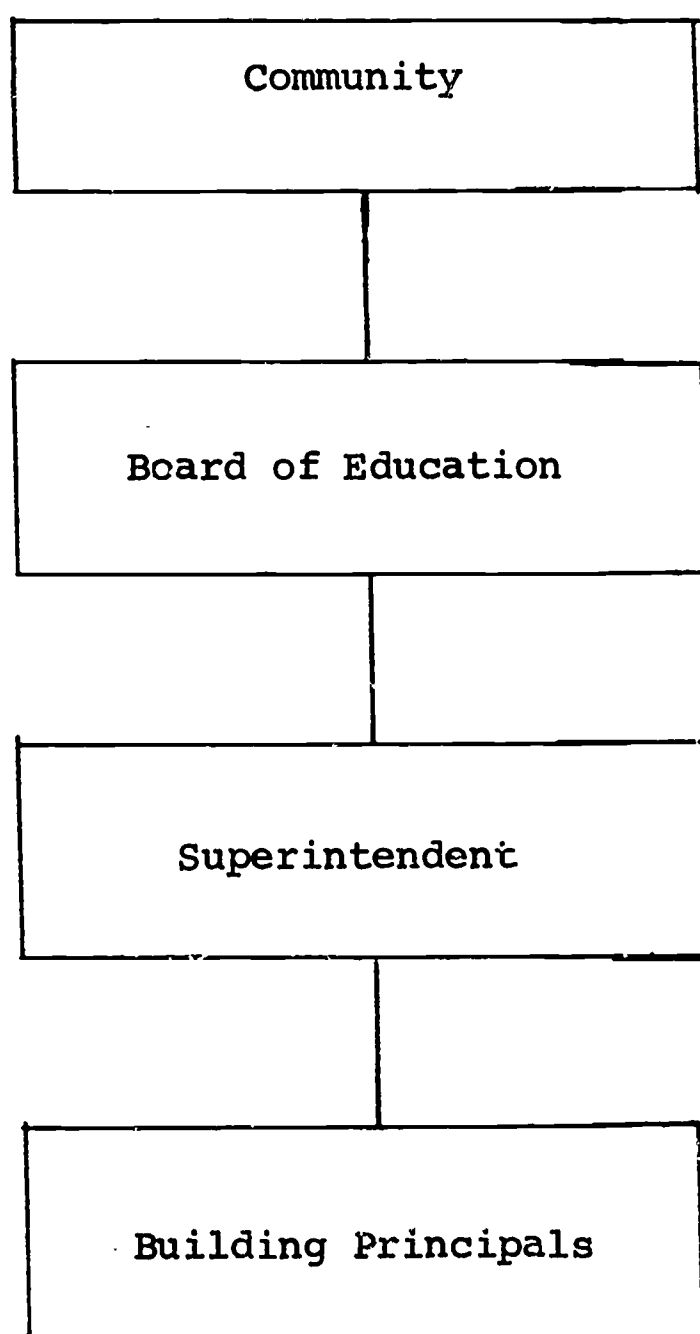 Community
Board of Education
Superintendent
Building Principals